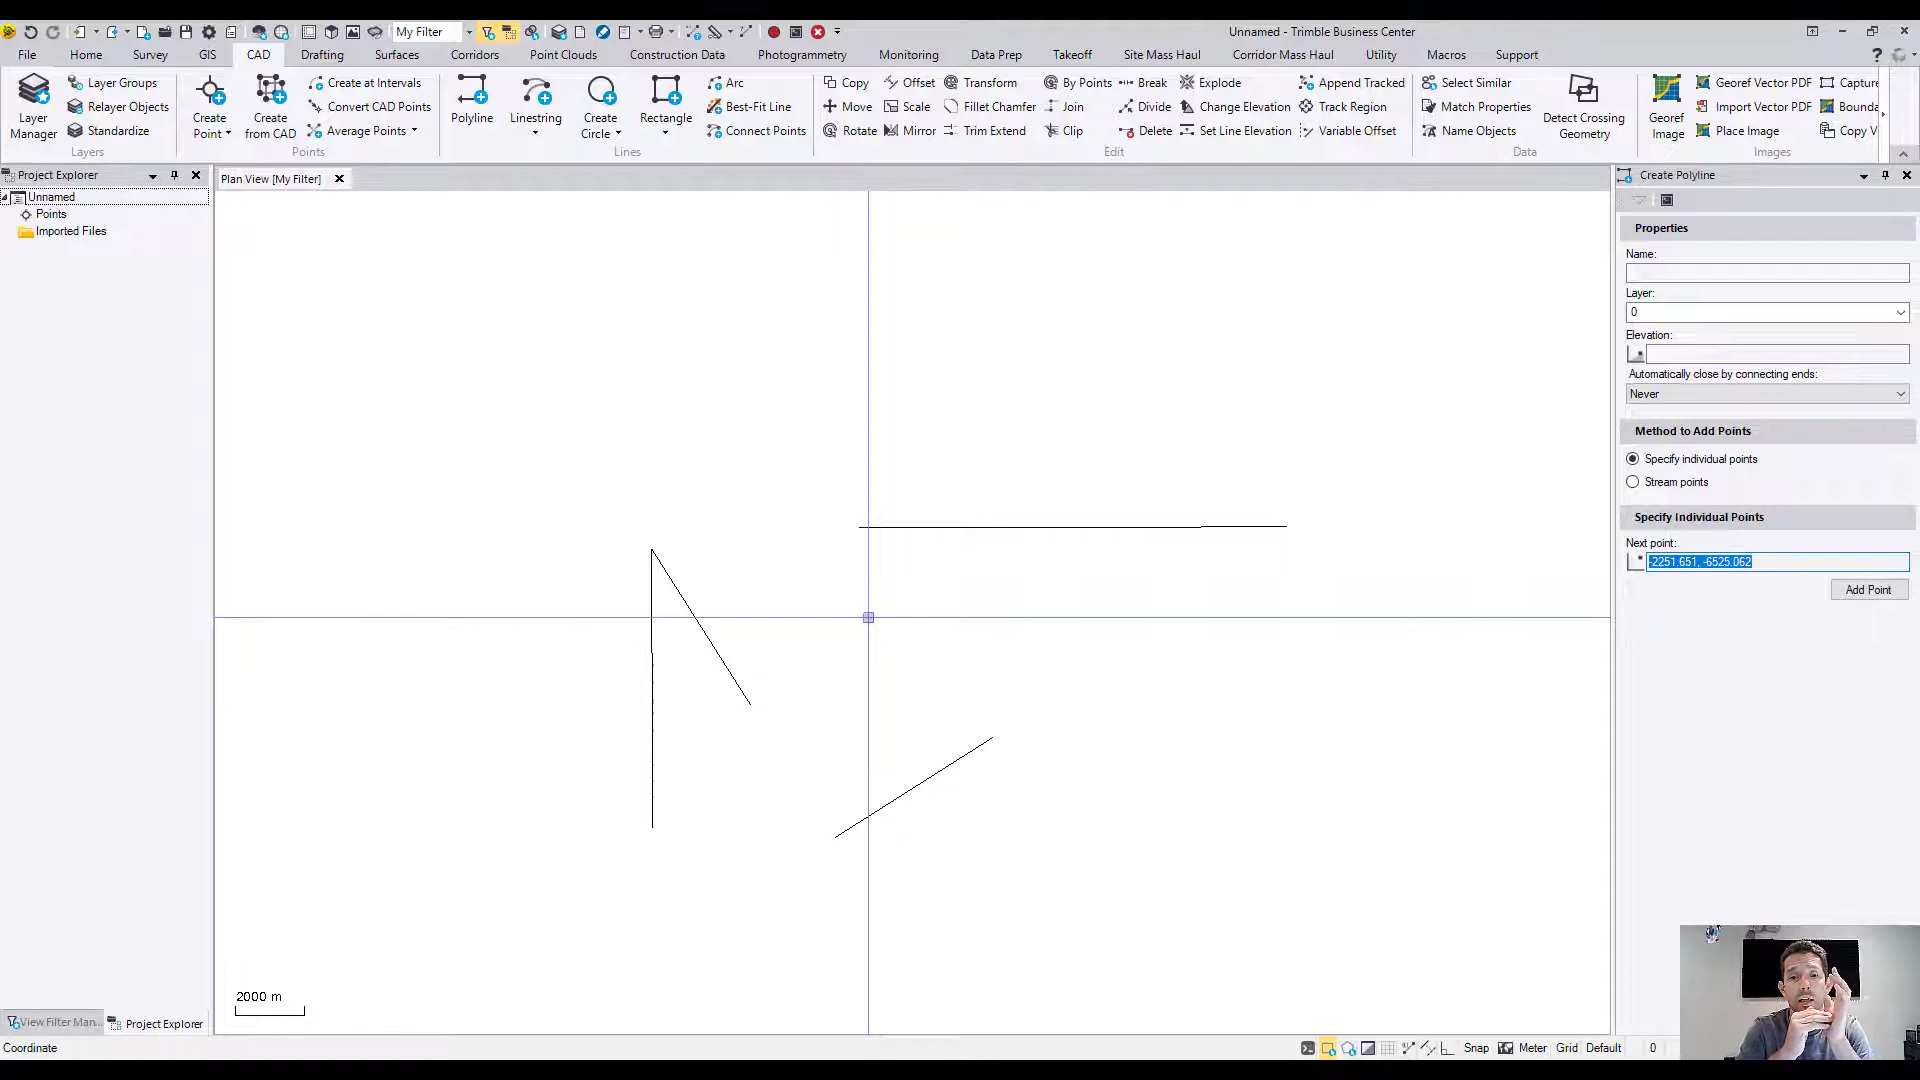 My Filter
Unnamed - Trimble Business Center
File Home Survey GIS CAD Drafting Surfaces Corridors Point Clouds Construction Data Photogrammetry Monitoring Data Prep Takeoff Site Mass Haul Corridor Mass Haul Utility Macros Support
Layer Manager
Layer Groups
Relayer Objects
Standardize
Layers
Create Point
Create from CAD
Create at Intervals
Convert CAD Points
Average Points
Points
Polyline
Linestring
Create Circle
Rectangle
Arc
Best-Fit Line
Connect Points
Lines
Copy Offset Transform By Points Break Explode Append Tracked
Move Scale Fillet Chamfer Join Divide Change Elevation Track Region
Rotate Mirror Trim Extend Clip Delete Set Line Elevation Variable Offset
Edit
Select Similar
Match Properties
Name Objects
Detect Crossing Geometry
Data
Georef Image
Georef Vector PDF Capture
Import Vector PDF Bounda
Place Image Copy V
Images
Project Explorer
Unnamed
Points
Imported Files
Plan View [My Filter]
2000 m
Create Polyline
Properties
Name:
Layer:
0
Elevation:
Automatically close by connecting ends:
Never
Method to Add Points
Specify individual points
Stream points
Specify Individual Points
Next point:
-2251.651, -6525.062
Add Point
View Filter Man... Project Explorer
Coordinate
Snap Meter Grid Default 0